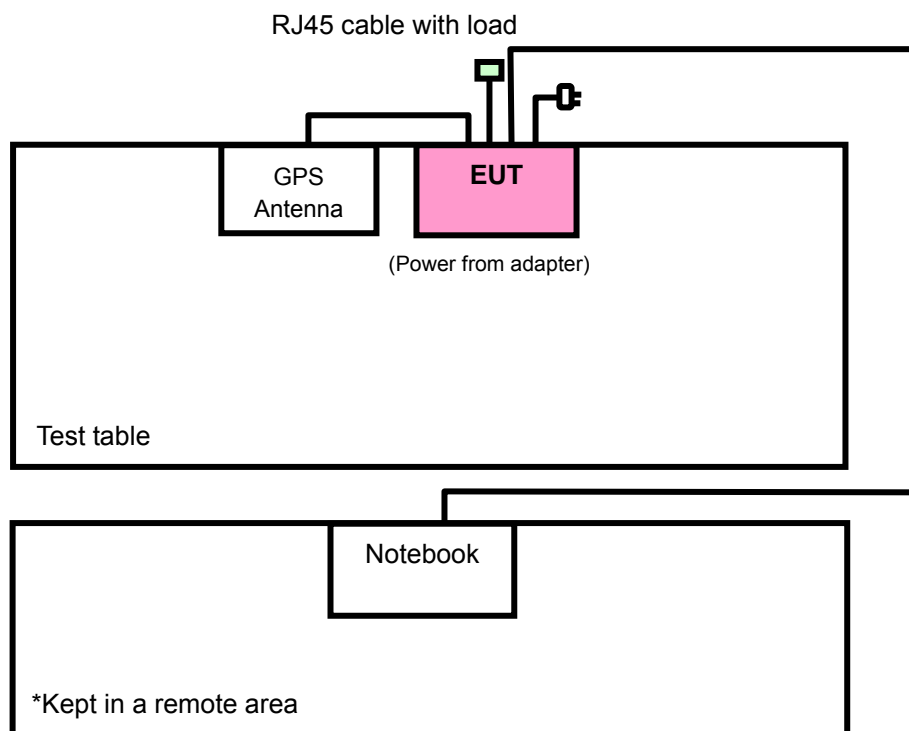 RJ45 cable with load
GPS
Antenna
EUT
(Power from adapter)
Test table
Notebook
*Kept in a remote area